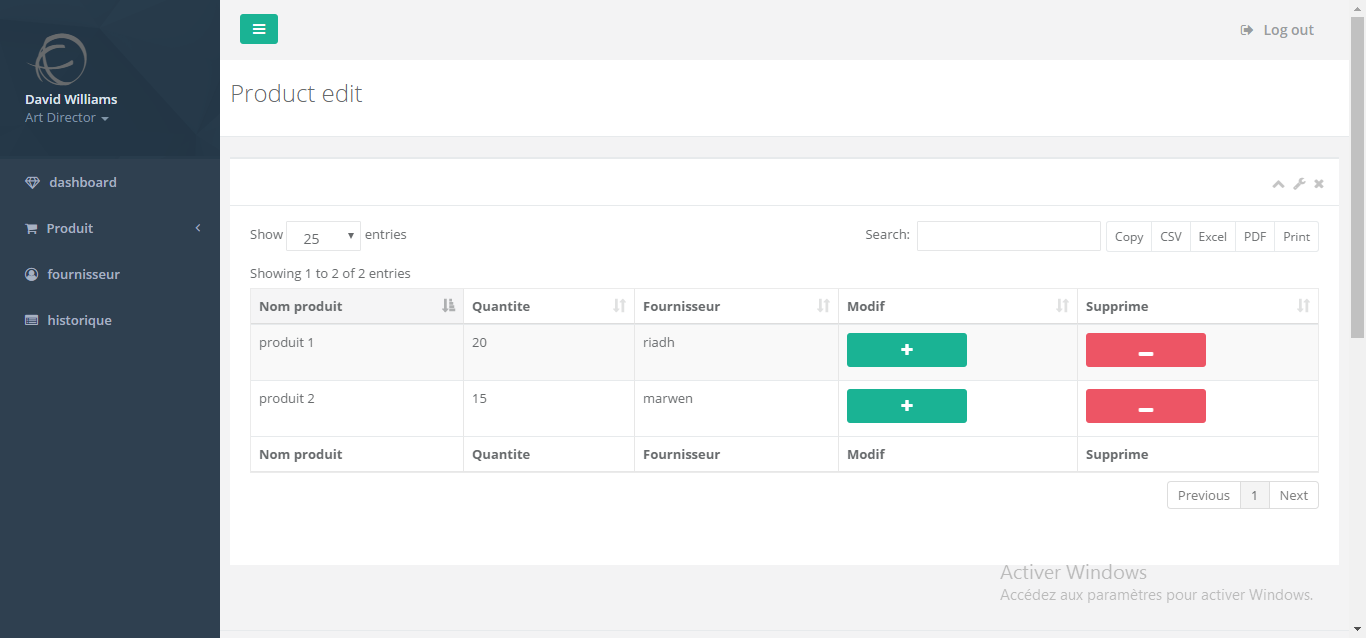 Log out
David Williams
Art Director
dashboard
Produit
fournisseur
historique
Product edit
Show 25 entries
Search:
Copy CSV Excel PDF Print
Showing 1 to 2 of 2 entries
Nom produit Quantite Fournisseur Modif Supprime
produit 1 20 riadh
produit 2 15 marwen
Nom produit Quantite Fournisseur Modif Supprime
Previous 1 Next
Activer Windows
Accédez aux paramètres pour activer Windows.